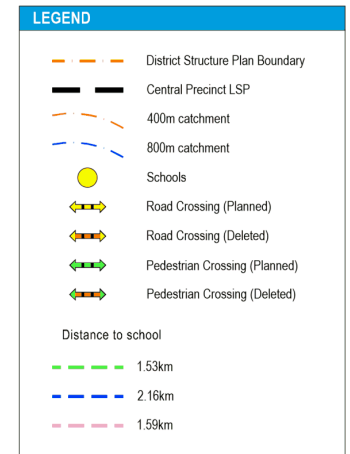 LEGEND
District Structure Plan Boundary
Central Precinct LSP
400m catchment
800m catchment
Schools
Road Crossing (Planned)
Road Crossing (Deleted)
Pedestrian Crossing (Planned)
Pedestrian Crossing (Deleted)
Distance to school
1.53km
2.16km
1.59km